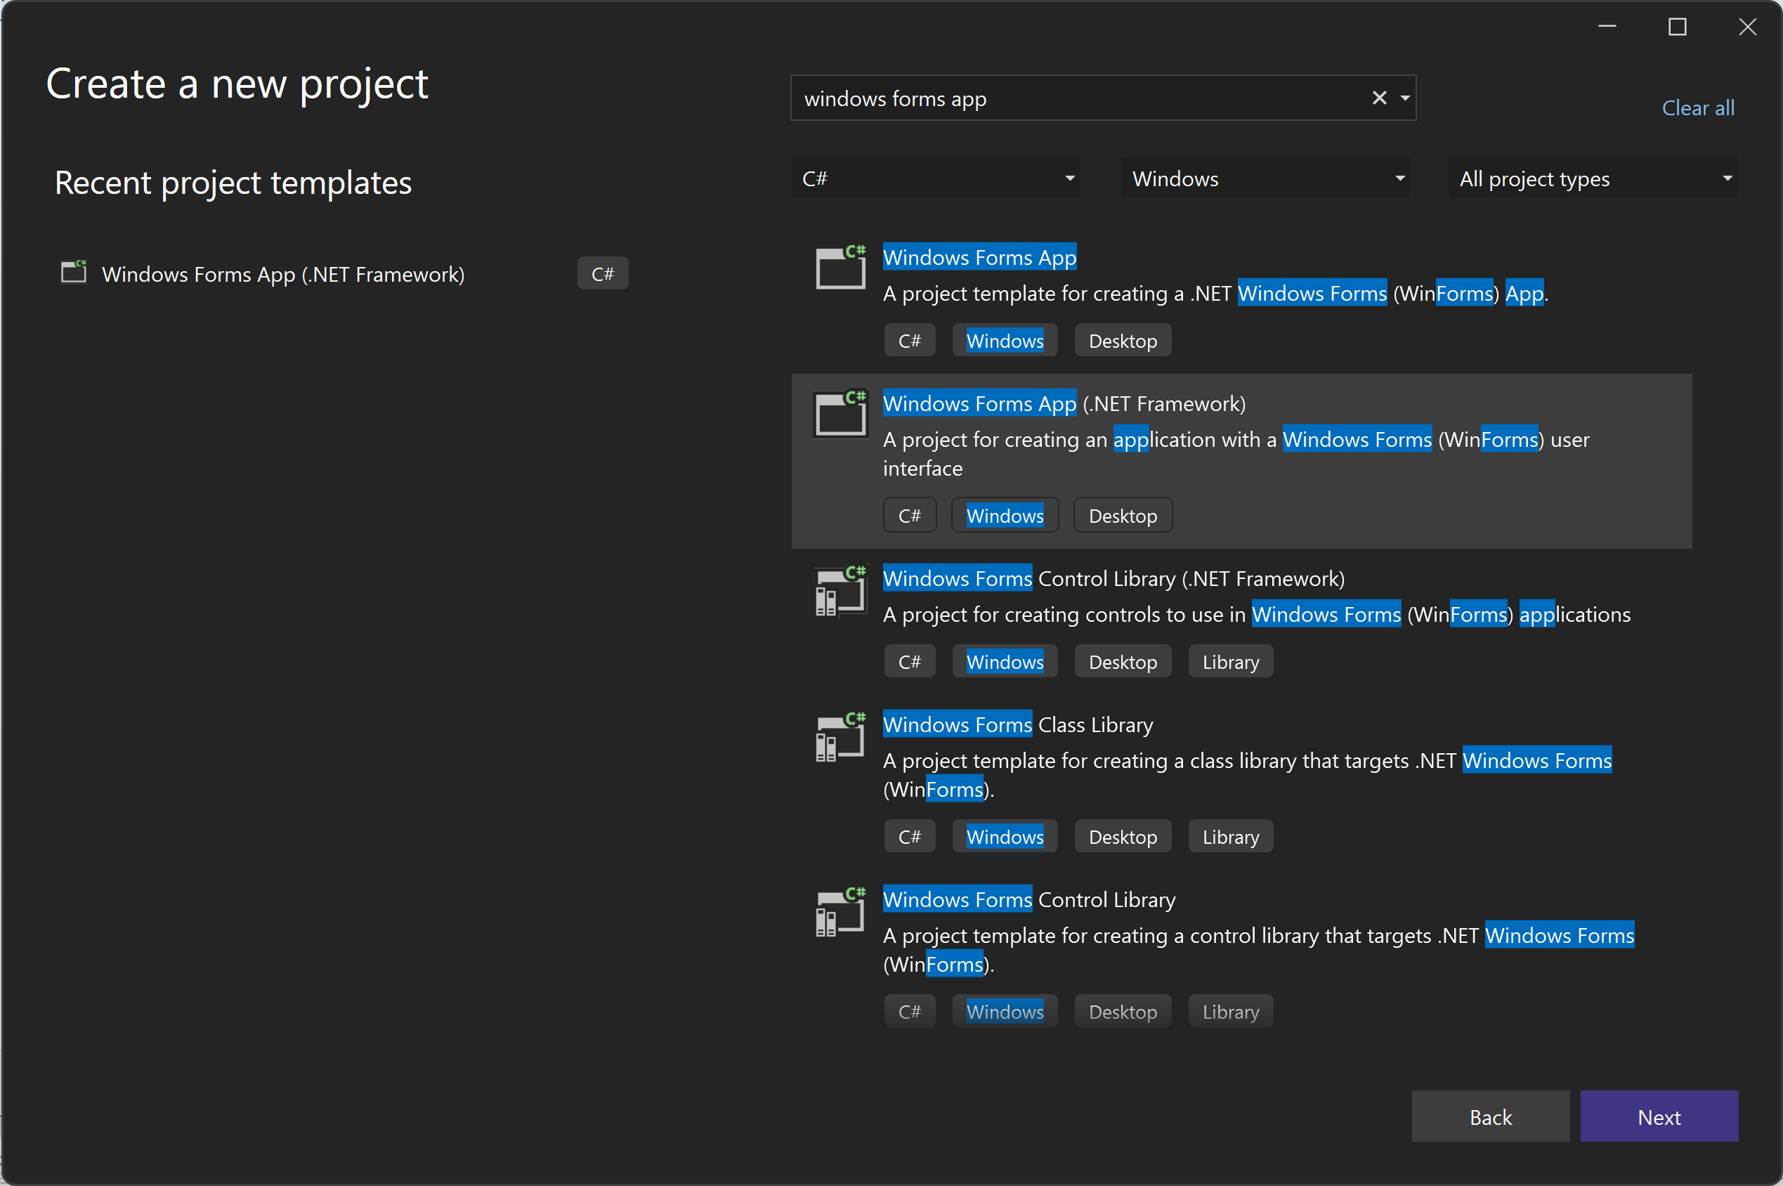 Create a new project
windows forms app
Clear all
Recent project templates
C#
Windows
All project types
Windows Forms App (.NET Framework)
C#
C#
Windows Forms App
A project template for creating a .NET Windows Forms (WinForms) App.
C# Windows Desktop
C#
Windows Forms App (.NET Framework)
A project for creating an application with a Windows Forms (WinForms) user
interface
C# Windows Desktop
C#
Windows Forms Control Library (.NET Framework)
A project for creating controls to use in Windows Forms (WinForms) applications
C# Windows Desktop Library
C#
Windows Forms Class Library
A project template for creating a class library that targets .NET Windows Forms
(WinForms).
C# Windows Desktop Library
C#
Windows Forms Control Library
A project template for creating a control library that targets .NET Windows Forms
(WinForms).
C# Windows Desktop Library
Back
Next